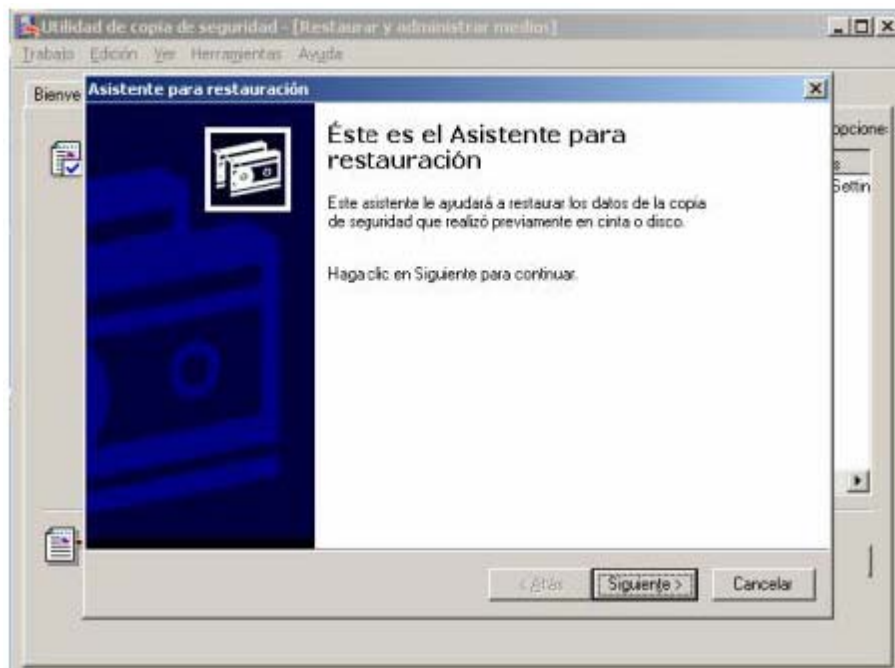 Utilidad de copia de seguridad - [Restaurar y administrar medios]
Trabajo Edición Ver Herramientas Ayuda
Bienve
Asistente para restauración
Éste es el Asistente para
restauración
opcione
s
Este asistente le ayudará a restaurar los datos de la copia
Settin
de seguridad que realizó previamente en cinta o disco.
Haga clic en Siguiente para continuar.
< Atrás
Siguiente >
Cancelar